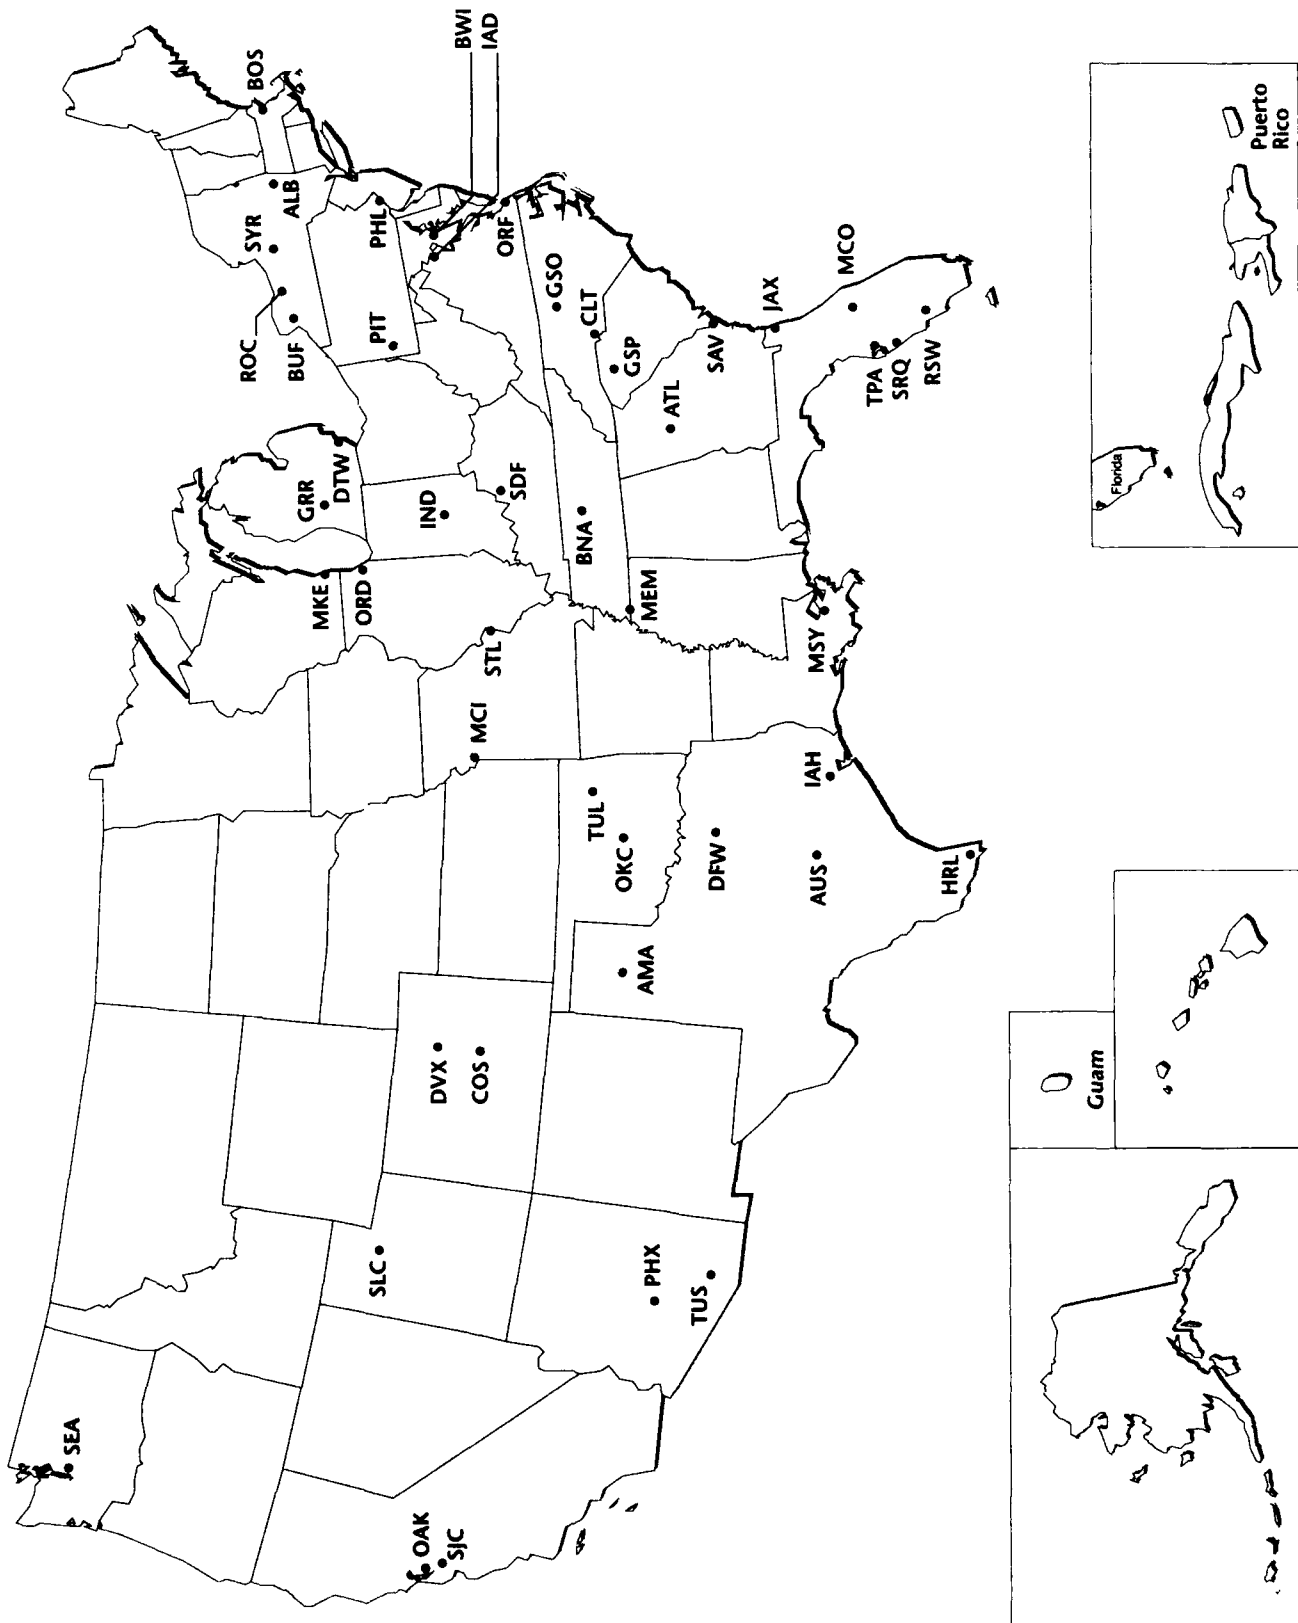 SEA
OAK
SJC
SLC
PHX
TUS
DVX
COS
AMA
OKC
TUL
DFW
AUS
HRL
IAH
MCI
STL
MSY
MEM
MKE
ORD
GRR
DTW
IND
SDF
BNA
ATL
GSP
CLT
GSO
SAV
JAX
MCO
TPA
SRQ
RSW
ROC
BUF
SYR
ALB
PIT
PHL
BOS
BWI
IAD
ORF
Guam
Florida
Puerto
Rico